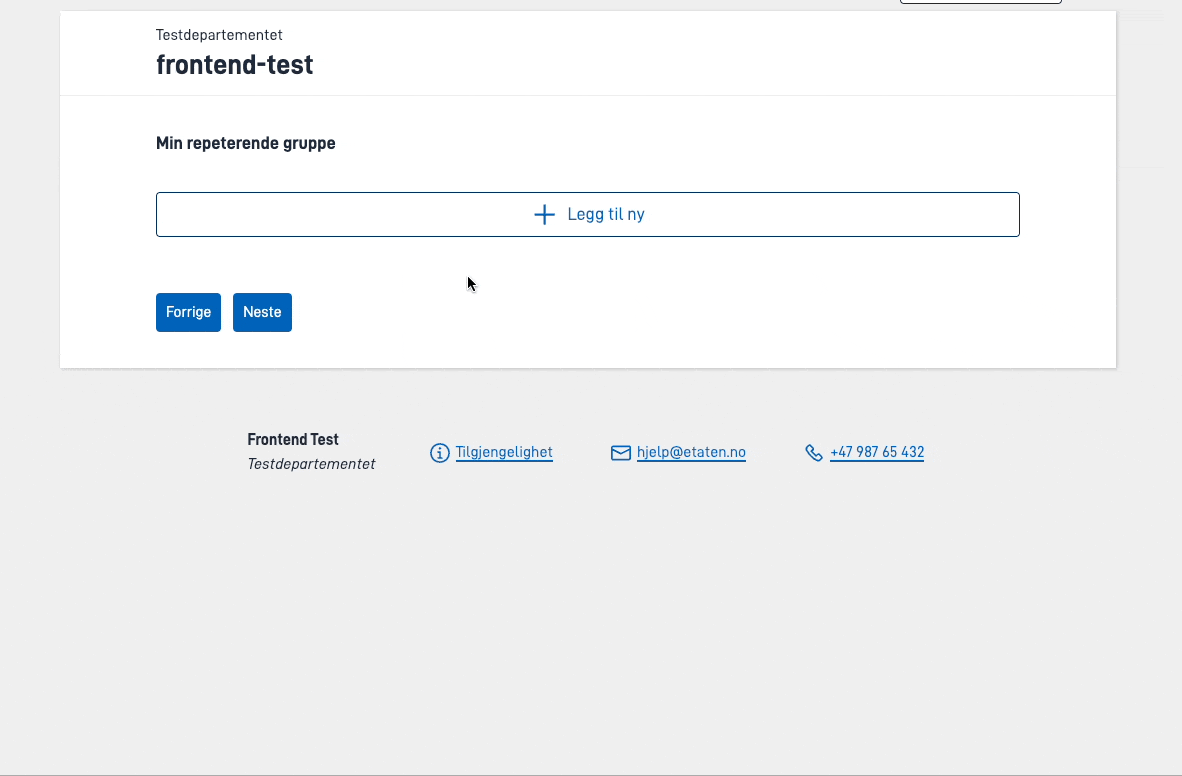 Testdepartementet
frontend-test
Min repeterende gruppe
Legg til ny
Forrige Neste
Frontend Test
Testdepartementet
Tilgjengelighet
hjelp@etaten.no
+47 987 65 432